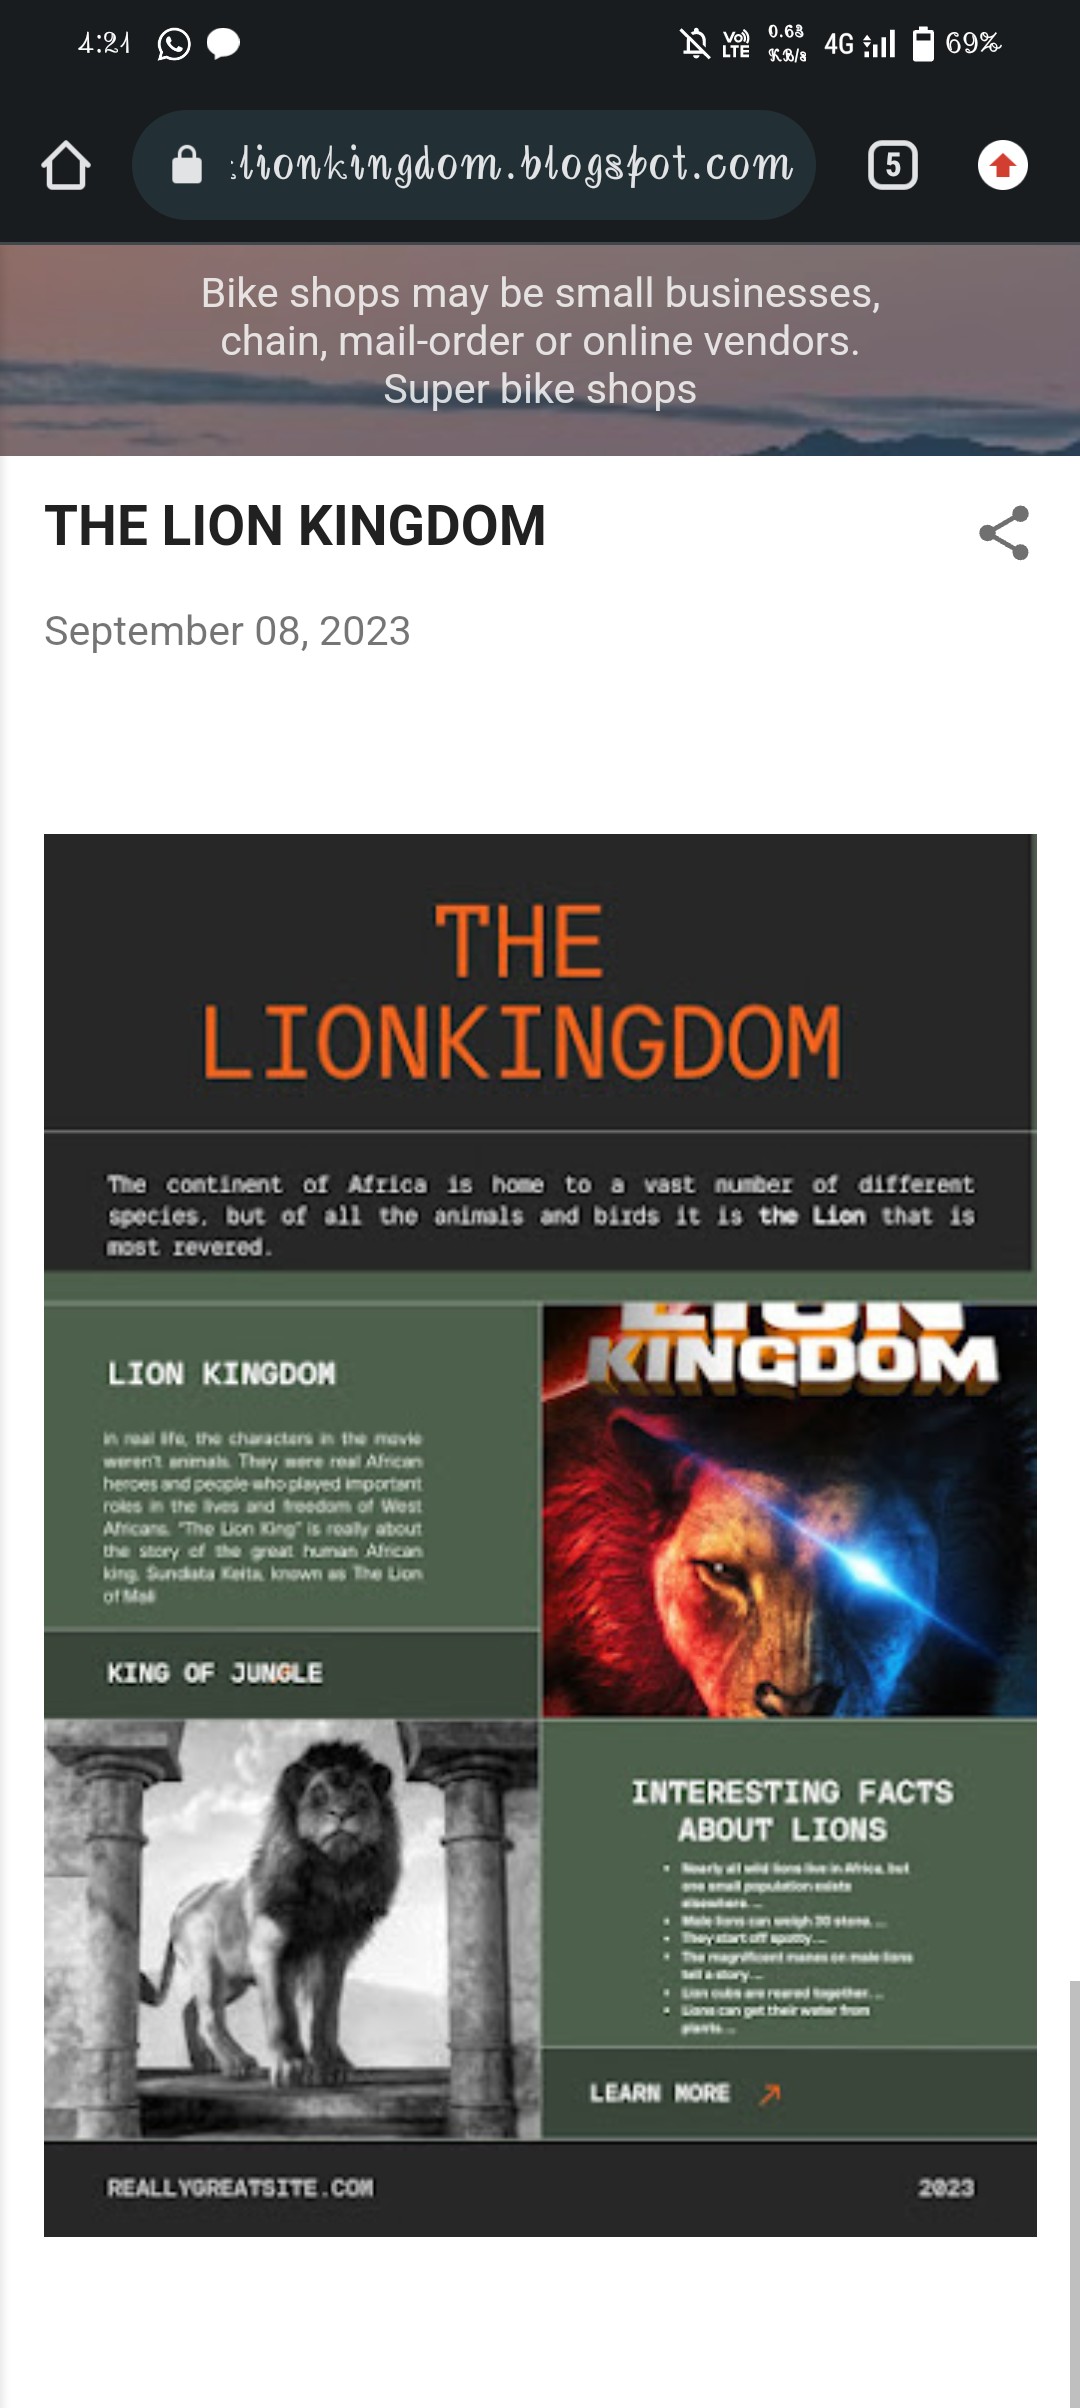 4:21
Vo)) LTE 0.63 KB/s 4G 69%
:lionkingdom.blogspot.com
5
Bike shops may be small businesses,
chain, mail-order or online vendors.
Super bike shops
THE LION KINGDOM
September 08, 2023
THE
LIONKINGDOM
The continent of Africa is home to a vast number of different
species. but of all the animals and birds it is the Lion that is
most revered.
LION KINGDOM
in real life, the characters in the movie
weren't animals. They were real African
heroes and people who played important
roles in the lives and freedom of West
Africans. "The Lion King" is really about
the story of the great human African
king, Sundiata Keita, known as The Lion
of Mali
LION
KINGDOM
KING OF JUNGLE
INTERESTING FACTS
ABOUT LIONS
• Nearly all wild lions live in Africa, but
one small population exists
elsewhere. ...
• Male lions can weigh 30 stone. ...
• They start off spotty. ...
• The magnificent manes on male lions
tell a story. ...
• Lion cubs are reared together. ...
• Lions can get their water from
plants. ...
LEARN MORE
REALLYGREATSITE.COM
2023